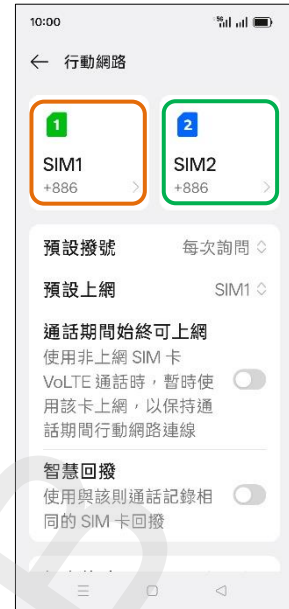 10:00
5G
行動網路
1
2
SIM1
SIM2
+886
+886
預設撥號
每次詢問
預設上網
SIM1
通話期間始終可上網
使用非上網 SIM 卡
VoLTE 通話時，暫時使
用該卡上網，以保持通
話期間行動網路連線
智慧回撥
使用與該則通話記錄相
同的 SIM 卡回撥